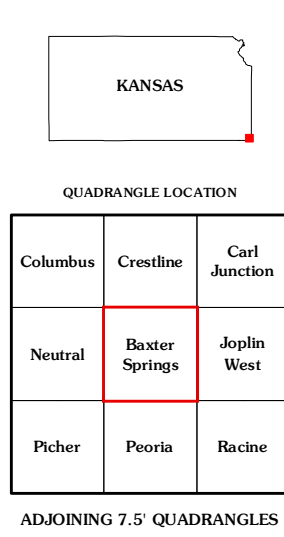 KANSAS
QUADRANGLE LOCATION
Columbus
Crestline
Carl
Junction
Neutral
Baxter
Springs
Joplin
West
Picher
Peoria
Racine
ADJOINING 7.5' QUADRANGLES